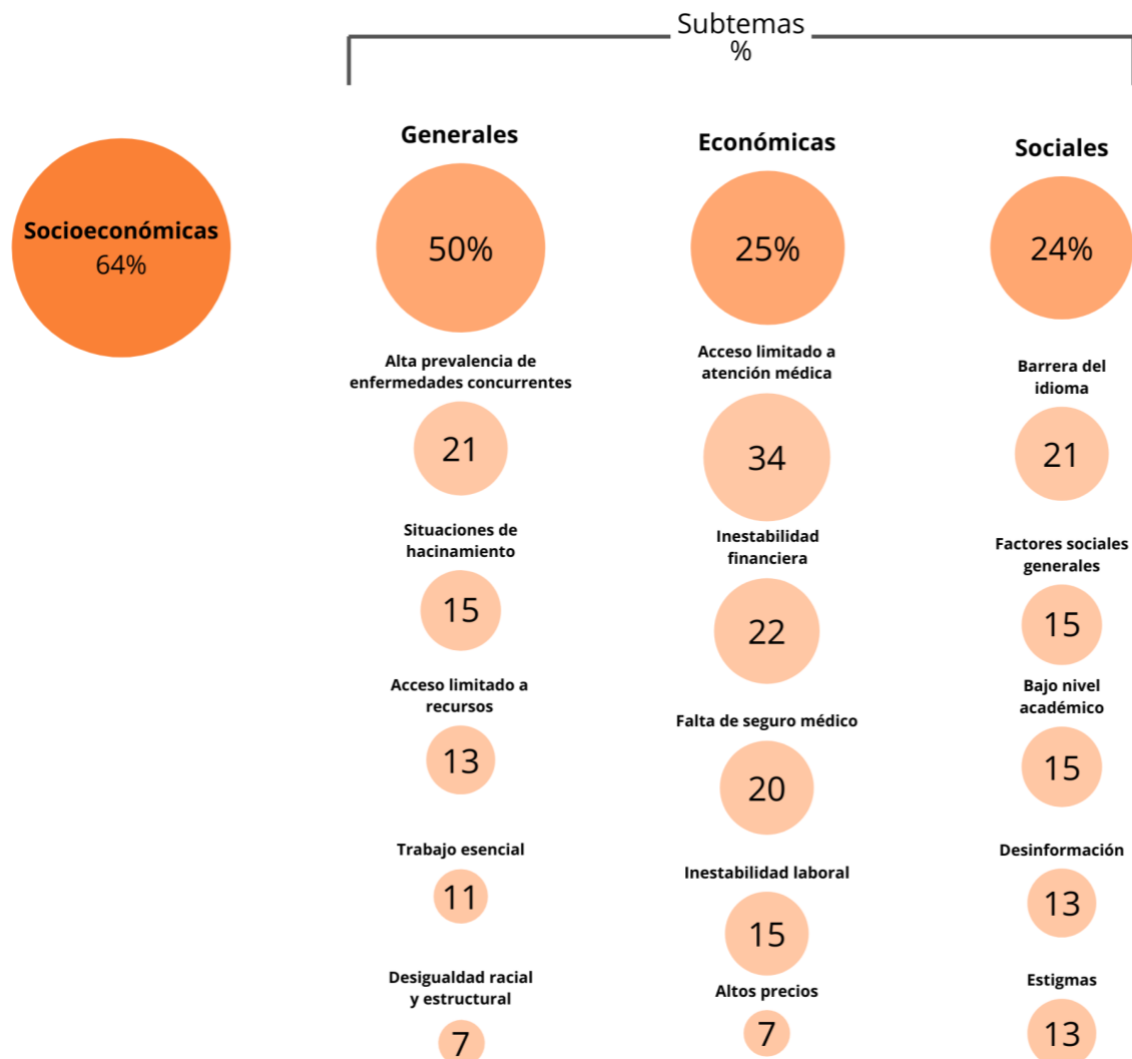 Subtemas
%
Socioeconómicas
64%
Generales
50%
Alta prevalencia de
enfermedades concurrentes
21
Situaciones de
hacinamiento
15
Acceso limitado a
recursos
13
Trabajo esencial
11
Desigualdad racial
y estructural
7
Económicas
25%
Acceso limitado a
atención médica
34
Inestabilidad
financiera
22
Falta de seguro médico
20
Inestabilidad laboral
15
Altos precios
7
Sociales
24%
Barrera del
idioma
21
Factores sociales
generales
15
Bajo nivel
académico
15
Desinformación
13
Estigmas
13